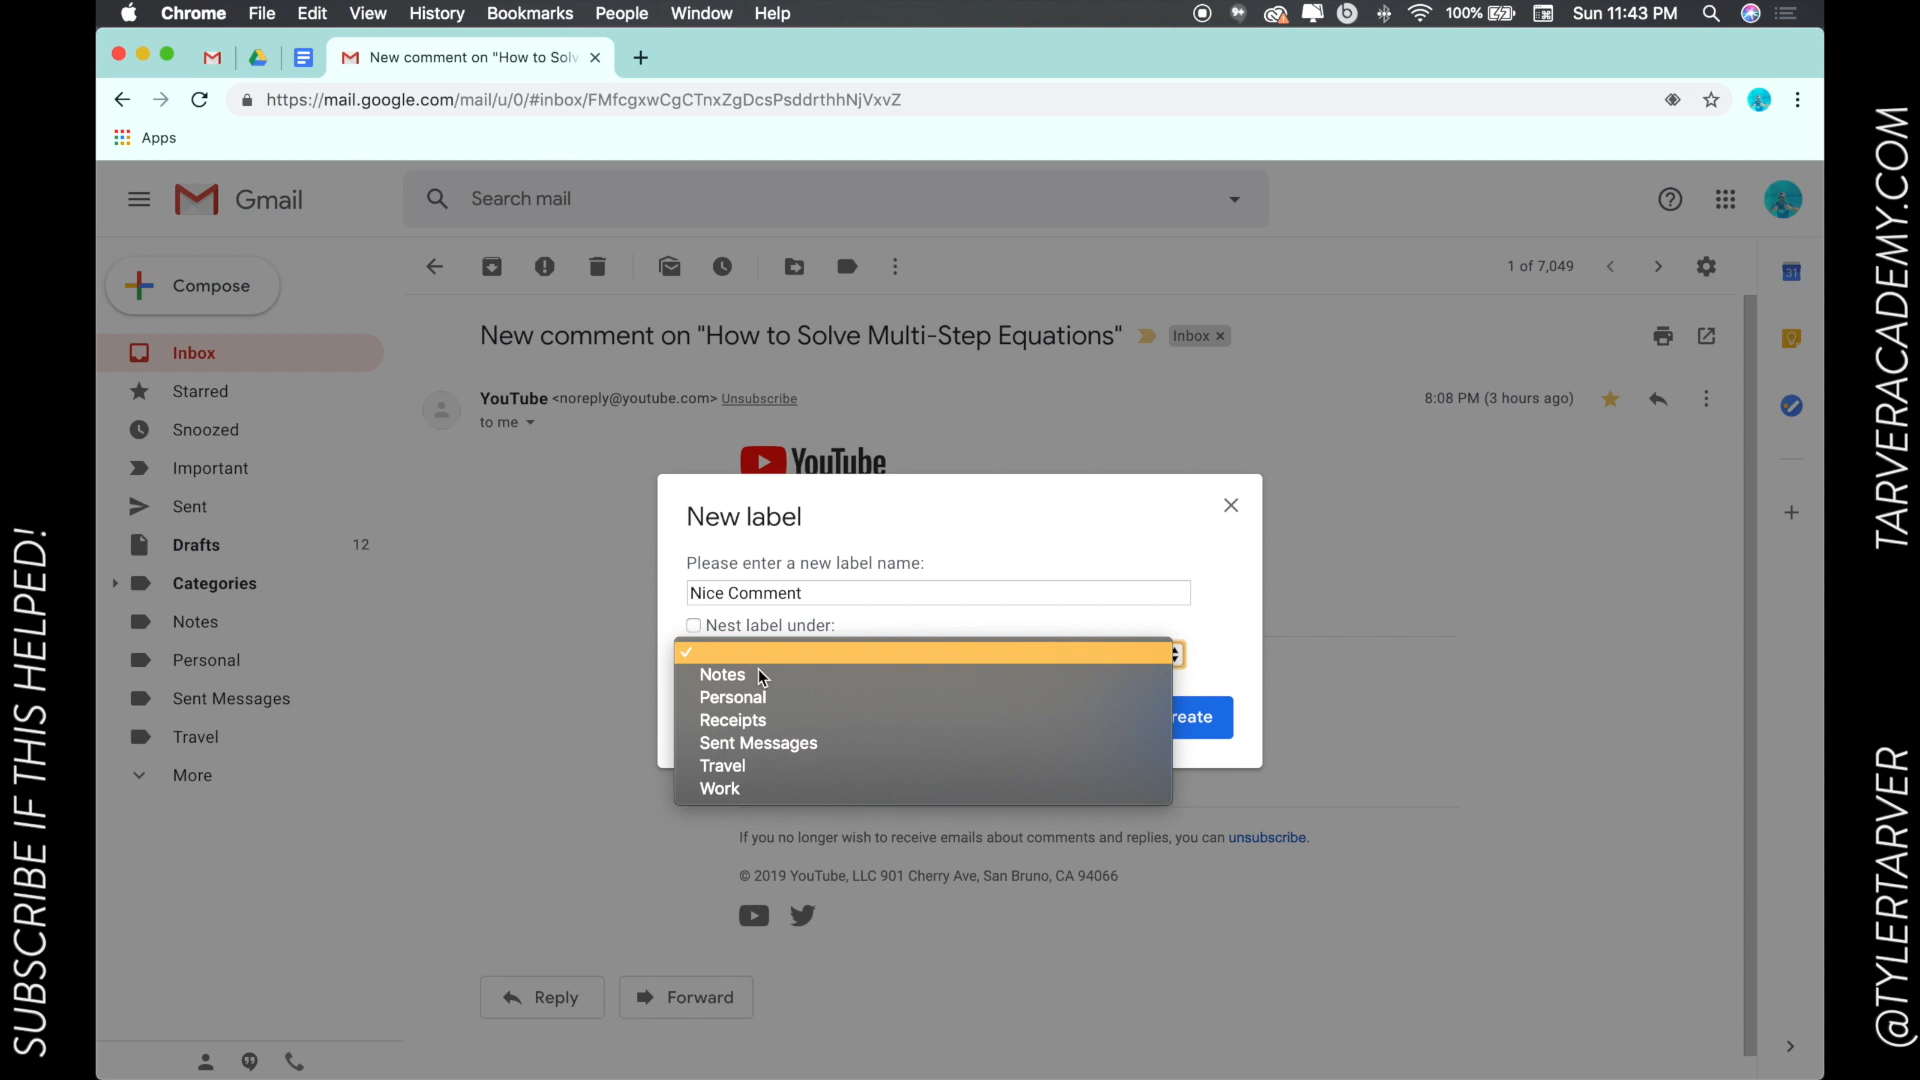 Chrome File Edit View History Bookmarks People Window Help
9+ 100% Sun 11:43 PM
New comment on "How to Solv
https://mail.google.com/mail/u/0/#inbox/FMfcgxwCgCTnxZgDcsPsddrthhNjVxvZ
Apps
Gmail
Search mail
Compose
1 of 7,049
31
Inbox
Starred
Snoozed
Important
Sent
Drafts 12
Categories
Notes
Personal
Sent Messages
Travel
More
New comment on "How to Solve Multi-Step Equations" Inbox x
YouTube <noreply@youtube.com> Unsubscribe
8:08 PM (3 hours ago)
to me
YouTube
New label
Please enter a new label name:
Nice Comment
Nest label under:
Notes
Personal
Receipts
Sent Messages
Travel
Work
reate
If you no longer wish to receive emails about comments and replies, you can unsubscribe.
© 2019 YouTube, LLC 901 Cherry Ave, San Bruno, CA 94066
Reply
Forward
SUBSCRIBE IF THIS HELPED!
TARVERACADEMY.COM
@TYLERTARVER